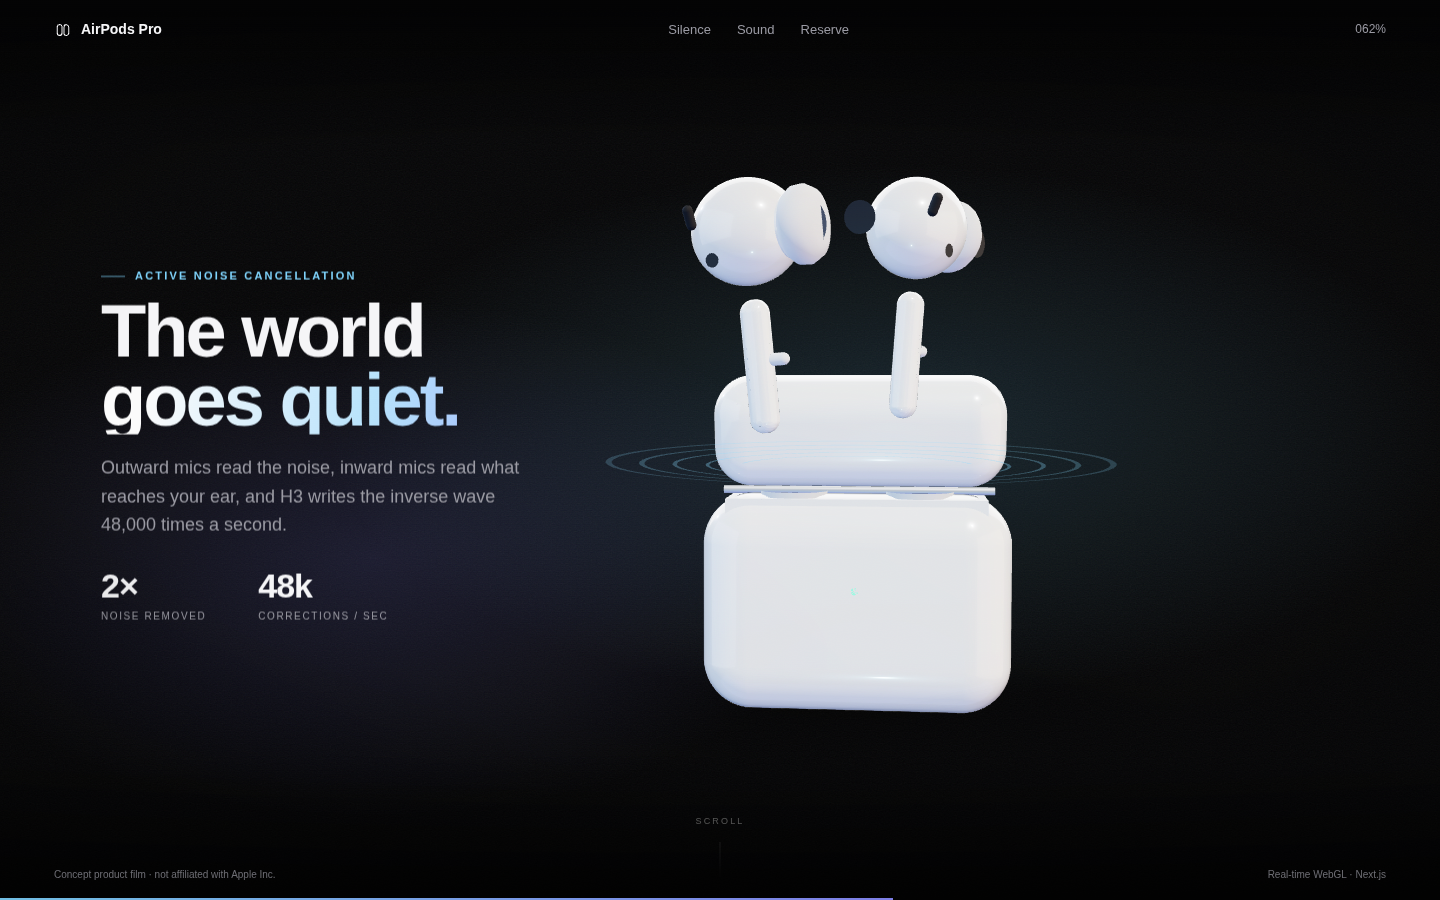 AirPods Pro
Silence
Sound
Reserve
062%
ACTIVE NOISE CANCELLATION
The world
goes quiet.
Outward mics read the noise, inward mics read what
reaches your ear, and H3 writes the inverse wave
48,000 times a second.
2×
48k
NOISE REMOVED
CORRECTIONS / SEC
SCROLL
Concept product film · not affiliated with Apple Inc.
Real-time WebGL · Next.js